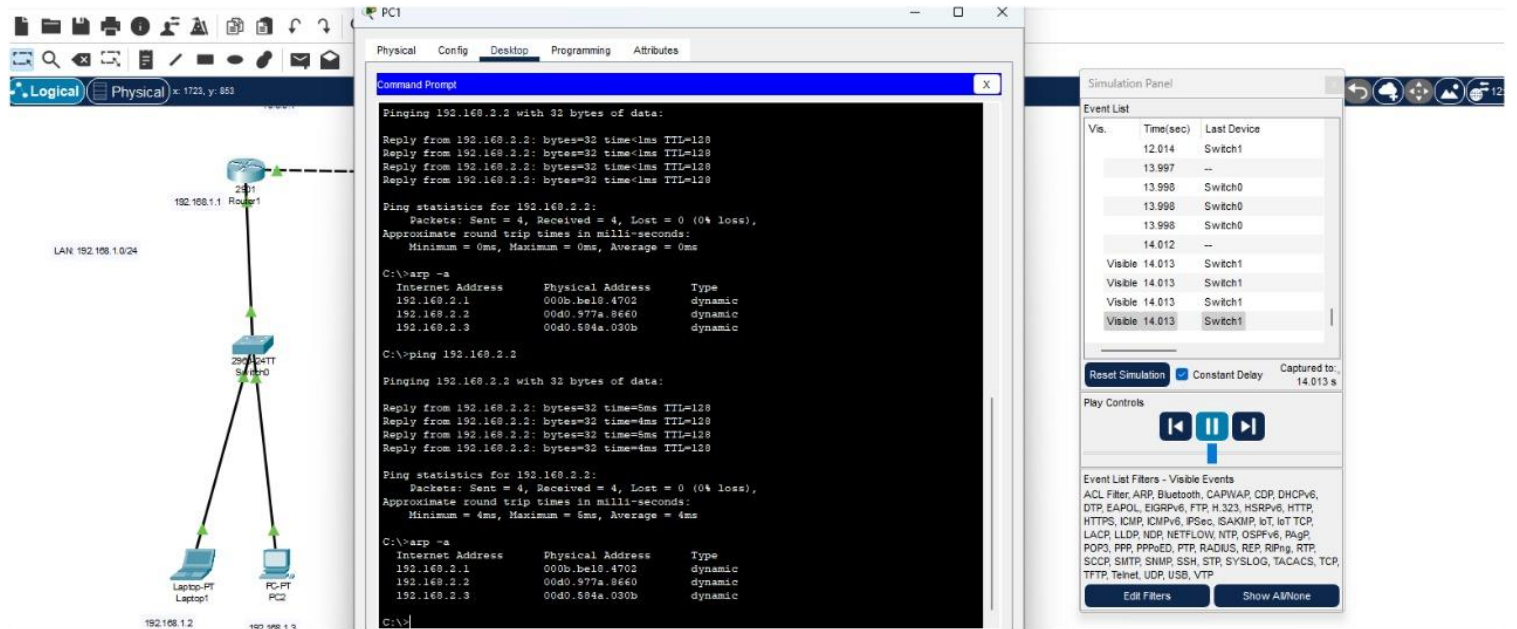 PC1
Physical Config Desktop Programming Attributes
Command Prompt
X
Pinging 192.168.2.2 with 32 bytes of data:
Reply from 192.168.2.2: bytes=32 time<1ms TTL=128
Reply from 192.168.2.2: bytes=32 time<1ms TTL=128
Reply from 192.168.2.2: bytes=32 time<1ms TTL=128
Reply from 192.168.2.2: bytes=32 time<1ms TTL=128
Ping statistics for 192.168.2.2:
Packets: Sent = 4, Received = 4, Lost = 0 (0% loss),
Approximate round trip times in milli-seconds:
Minimum = 0ms, Maximum = 0ms, Average = 0ms
C:\>arp -a
Internet Address Physical Address Type
192.168.2.1 000b.be18.4702 dynamic
192.168.2.2 00d0.977a.8660 dynamic
192.168.2.3 00d0.584a.030b dynamic
C:\>ping 192.168.2.2
Pinging 192.168.2.2 with 32 bytes of data:
Reply from 192.168.2.2: bytes=32 time=5ms TTL=128
Reply from 192.168.2.2: bytes=32 time=4ms TTL=128
Reply from 192.168.2.2: bytes=32 time=5ms TTL=128
Reply from 192.168.2.2: bytes=32 time=4ms TTL=128
Ping statistics for 192.168.2.2:
Packets: Sent = 4, Received = 4, Lost = 0 (0% loss),
Approximate round trip times in milli-seconds:
Minimum = 4ms, Maximum = 5ms, Average = 4ms
C:\>arp -a
Internet Address Physical Address Type
192.168.2.1 000b.be18.4702 dynamic
192.168.2.2 00d0.977a.8660 dynamic
192.168.2.3 00d0.584a.030b dynamic
C:\>
Logical Physical x: 1723, y: 853
2901
192.168.1.1 Router1
LAN: 192.168.1.0/24
Switch0
Laptop-PT
Laptop1
PC-PT
PC2
192.168.1.2
192.168.1.3
Simulation Panel
Event List
Vis. Time(sec) Last Device
12.014 Switch1
13.997 --
13.998 Switch0
13.998 Switch0
13.998 Switch0
14.012 --
Visible 14.013 Switch1
Visible 14.013 Switch1
Visible 14.013 Switch1
Visible 14.013 Switch1
Reset Simulation Constant Delay Captured to:
14.013 s
Play Controls
Event List Filters - Visible Events
ACL Filter, ARP, Bluetooth, CAPWAP, CDP, DHCPv6,
DTP, EAPOL, EIGRPv6, FTP, H.323, HSRPv6, HTTP,
HTTPS, ICMP, ICMPv6, IPSec, ISAKMP, IoT, IoT TCP,
LACP, LLDP, NDP, NETFLOW, NTP, OSPFv6, PAgP,
POP3, PPP, PPPoED, PTP, RADIUS, REP, RIPng, RTP,
SCCP, SMTP, SNMP, SSH, STP, SYSLOG, TACACS, TCP,
TFTP, Telnet, UDP, USB, VTP
Edit Filters Show All/None